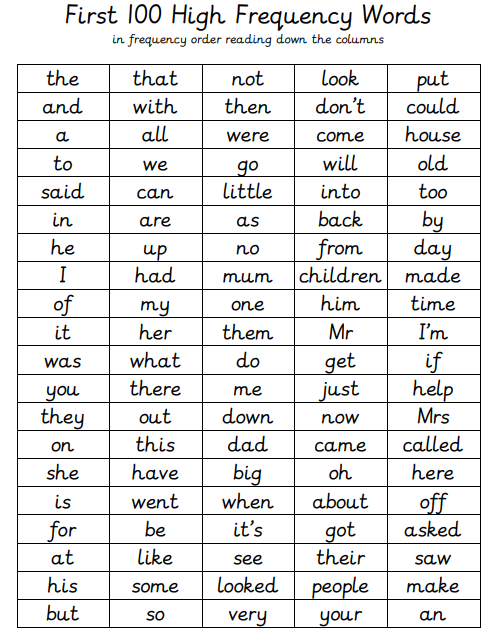 First 100 High Frequency Words
in frequency order reading down the columns
the that not look put
and with then don't could
a all were come house
to we go will old
said can little into too
in are as back by
he up no from day
I had mum children made
of my one him time
it her them Mr I'm
was what do get if
you there me just help
they out down now Mrs
on this dad came called
she have big oh here
is went when about off
for be it's got asked
at like see their saw
his some looked people make
but so very your an